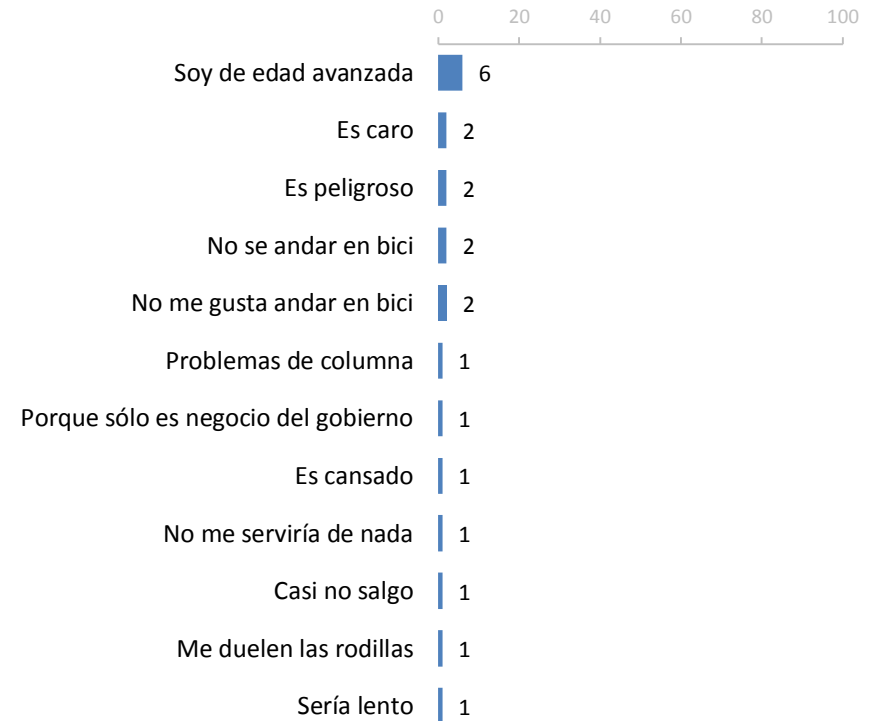 0 20 40 60 80 100
Soy de edad avanzada 6
Es caro 2
Es peligroso 2
No se andar en bici 2
No me gusta andar en bici 2
Problemas de columna 1
Porque sólo es negocio del gobierno 1
Es cansado 1
No me serviría de nada 1
Casi no salgo 1
Me duelen las rodillas 1
Sería lento 1